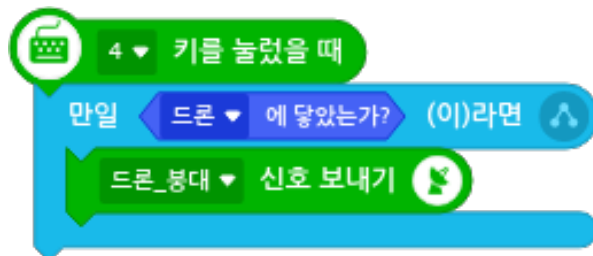 4 키를 눌렀을 때
만일 드론 에 닿았는가? (이)라면
드론_붕대 신호 보내기